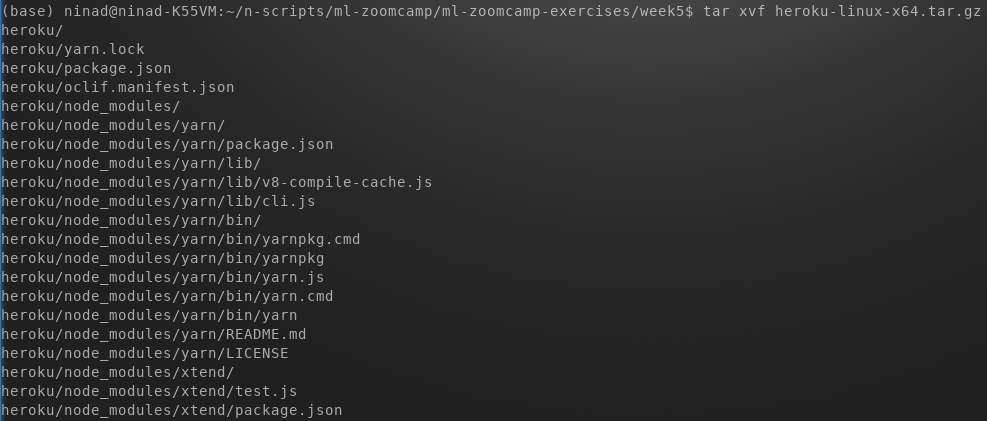 (base) ninad@ninad-K55VM:~/n-scripts/ml-zoomcamp/ml-zoomcamp-exercises/week5$ tar xvf heroku-linux-x64.tar.gz
heroku/
heroku/yarn.lock
heroku/package.json
heroku/oclif.manifest.json
heroku/node_modules/
heroku/node_modules/yarn/
heroku/node_modules/yarn/package.json
heroku/node_modules/yarn/lib/
heroku/node_modules/yarn/lib/v8-compile-cache.js
heroku/node_modules/yarn/lib/cli.js
heroku/node_modules/yarn/bin/
heroku/node_modules/yarn/bin/yarnpkg.cmd
heroku/node_modules/yarn/bin/yarnpkg
heroku/node_modules/yarn/bin/yarn.js
heroku/node_modules/yarn/bin/yarn.cmd
heroku/node_modules/yarn/bin/yarn
heroku/node_modules/yarn/README.md
heroku/node_modules/yarn/LICENSE
heroku/node_modules/xtend/
heroku/node_modules/xtend/test.js
heroku/node_modules/xtend/package.json